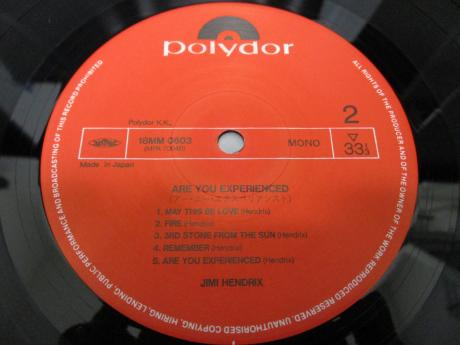 polydor
Polydor K.K.,
2
18MM 0603
MONO
33⅓
Made in Japan
ARE YOU EXPERIENCED
1. MAY THIS BE LOVE (Hendrix)
2. FIRE (Hendrix)
3. 3RD STONE FROM THE SUN (Hendrix)
4. REMEMBER (Hendrix)
5. ARE YOU EXPERIENCED (Hendrix)
JIMI HENDRIX
ALL RIGHTS OF THE PRODUCER AND OF THE OWNER OF THE WORK REPRODUCED RESERVED. UNAUTHORISED COPYING, HIRING, LENDING, PUBLIC PERFORMANCE AND BROADCASTING OF THIS RECORD PROHIBITED